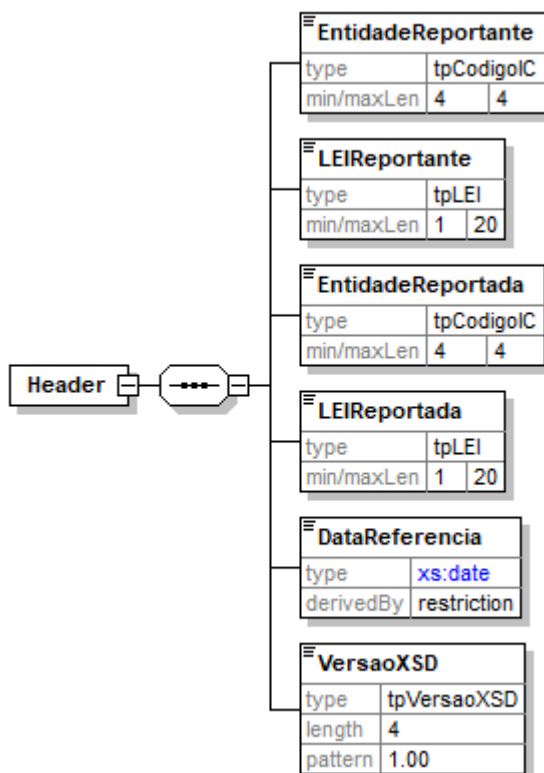 EntidadeReportante
type tpCodigoIC
min/maxLen 4 4
LEIReportante
type tpLEI
min/maxLen 1 20
EntidadeReportada
type tpCodigoIC
min/maxLen 4 4
Header
LEIReportada
type tpLEI
min/maxLen 1 20
DataReferencia
type xs:date
derivedBy restriction
VersaoXSD
type tpVersaoXSD
length 4
pattern 1.00